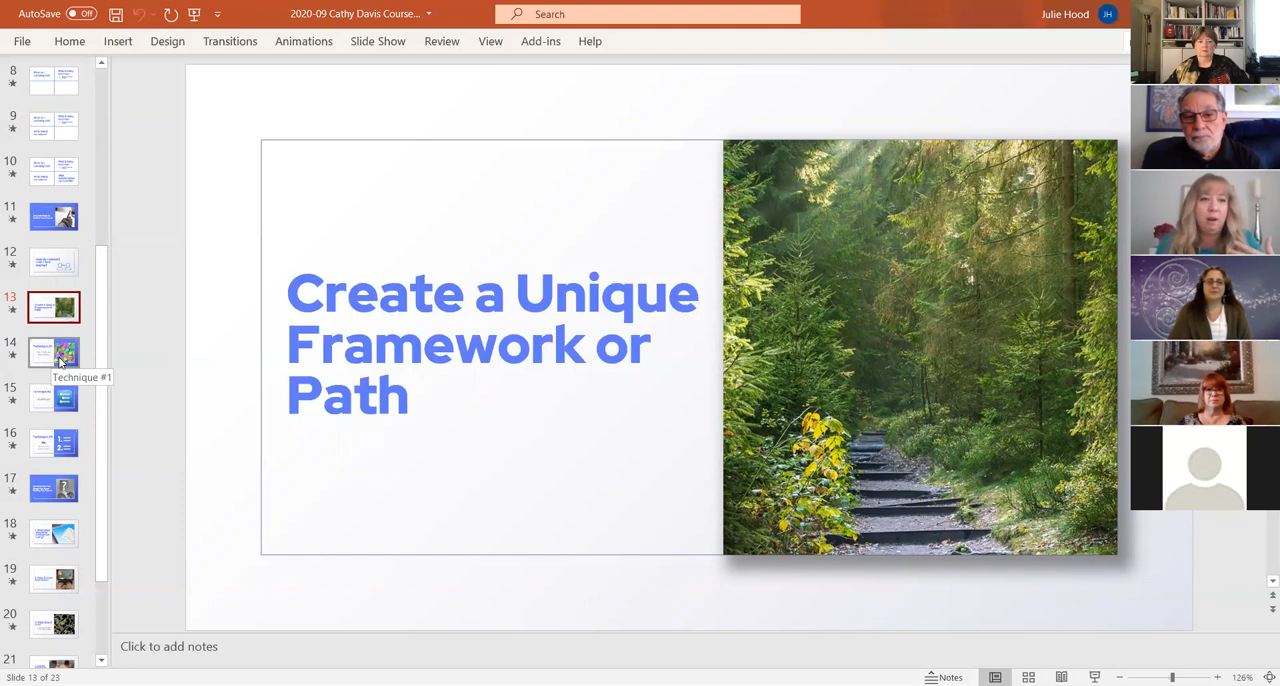 AutoSave Off 2020-09 Cathy Davis Course... Search Julie Hood JH
File Home Insert Design Transitions Animations Slide Show Review View Add-ins Help
8
9
10
11
12
13
14
Technique #1
15
16
17
18
19
20
21
Create a Unique
Framework or
Path
Click to add notes
Slide 13 of 23 Notes 126%